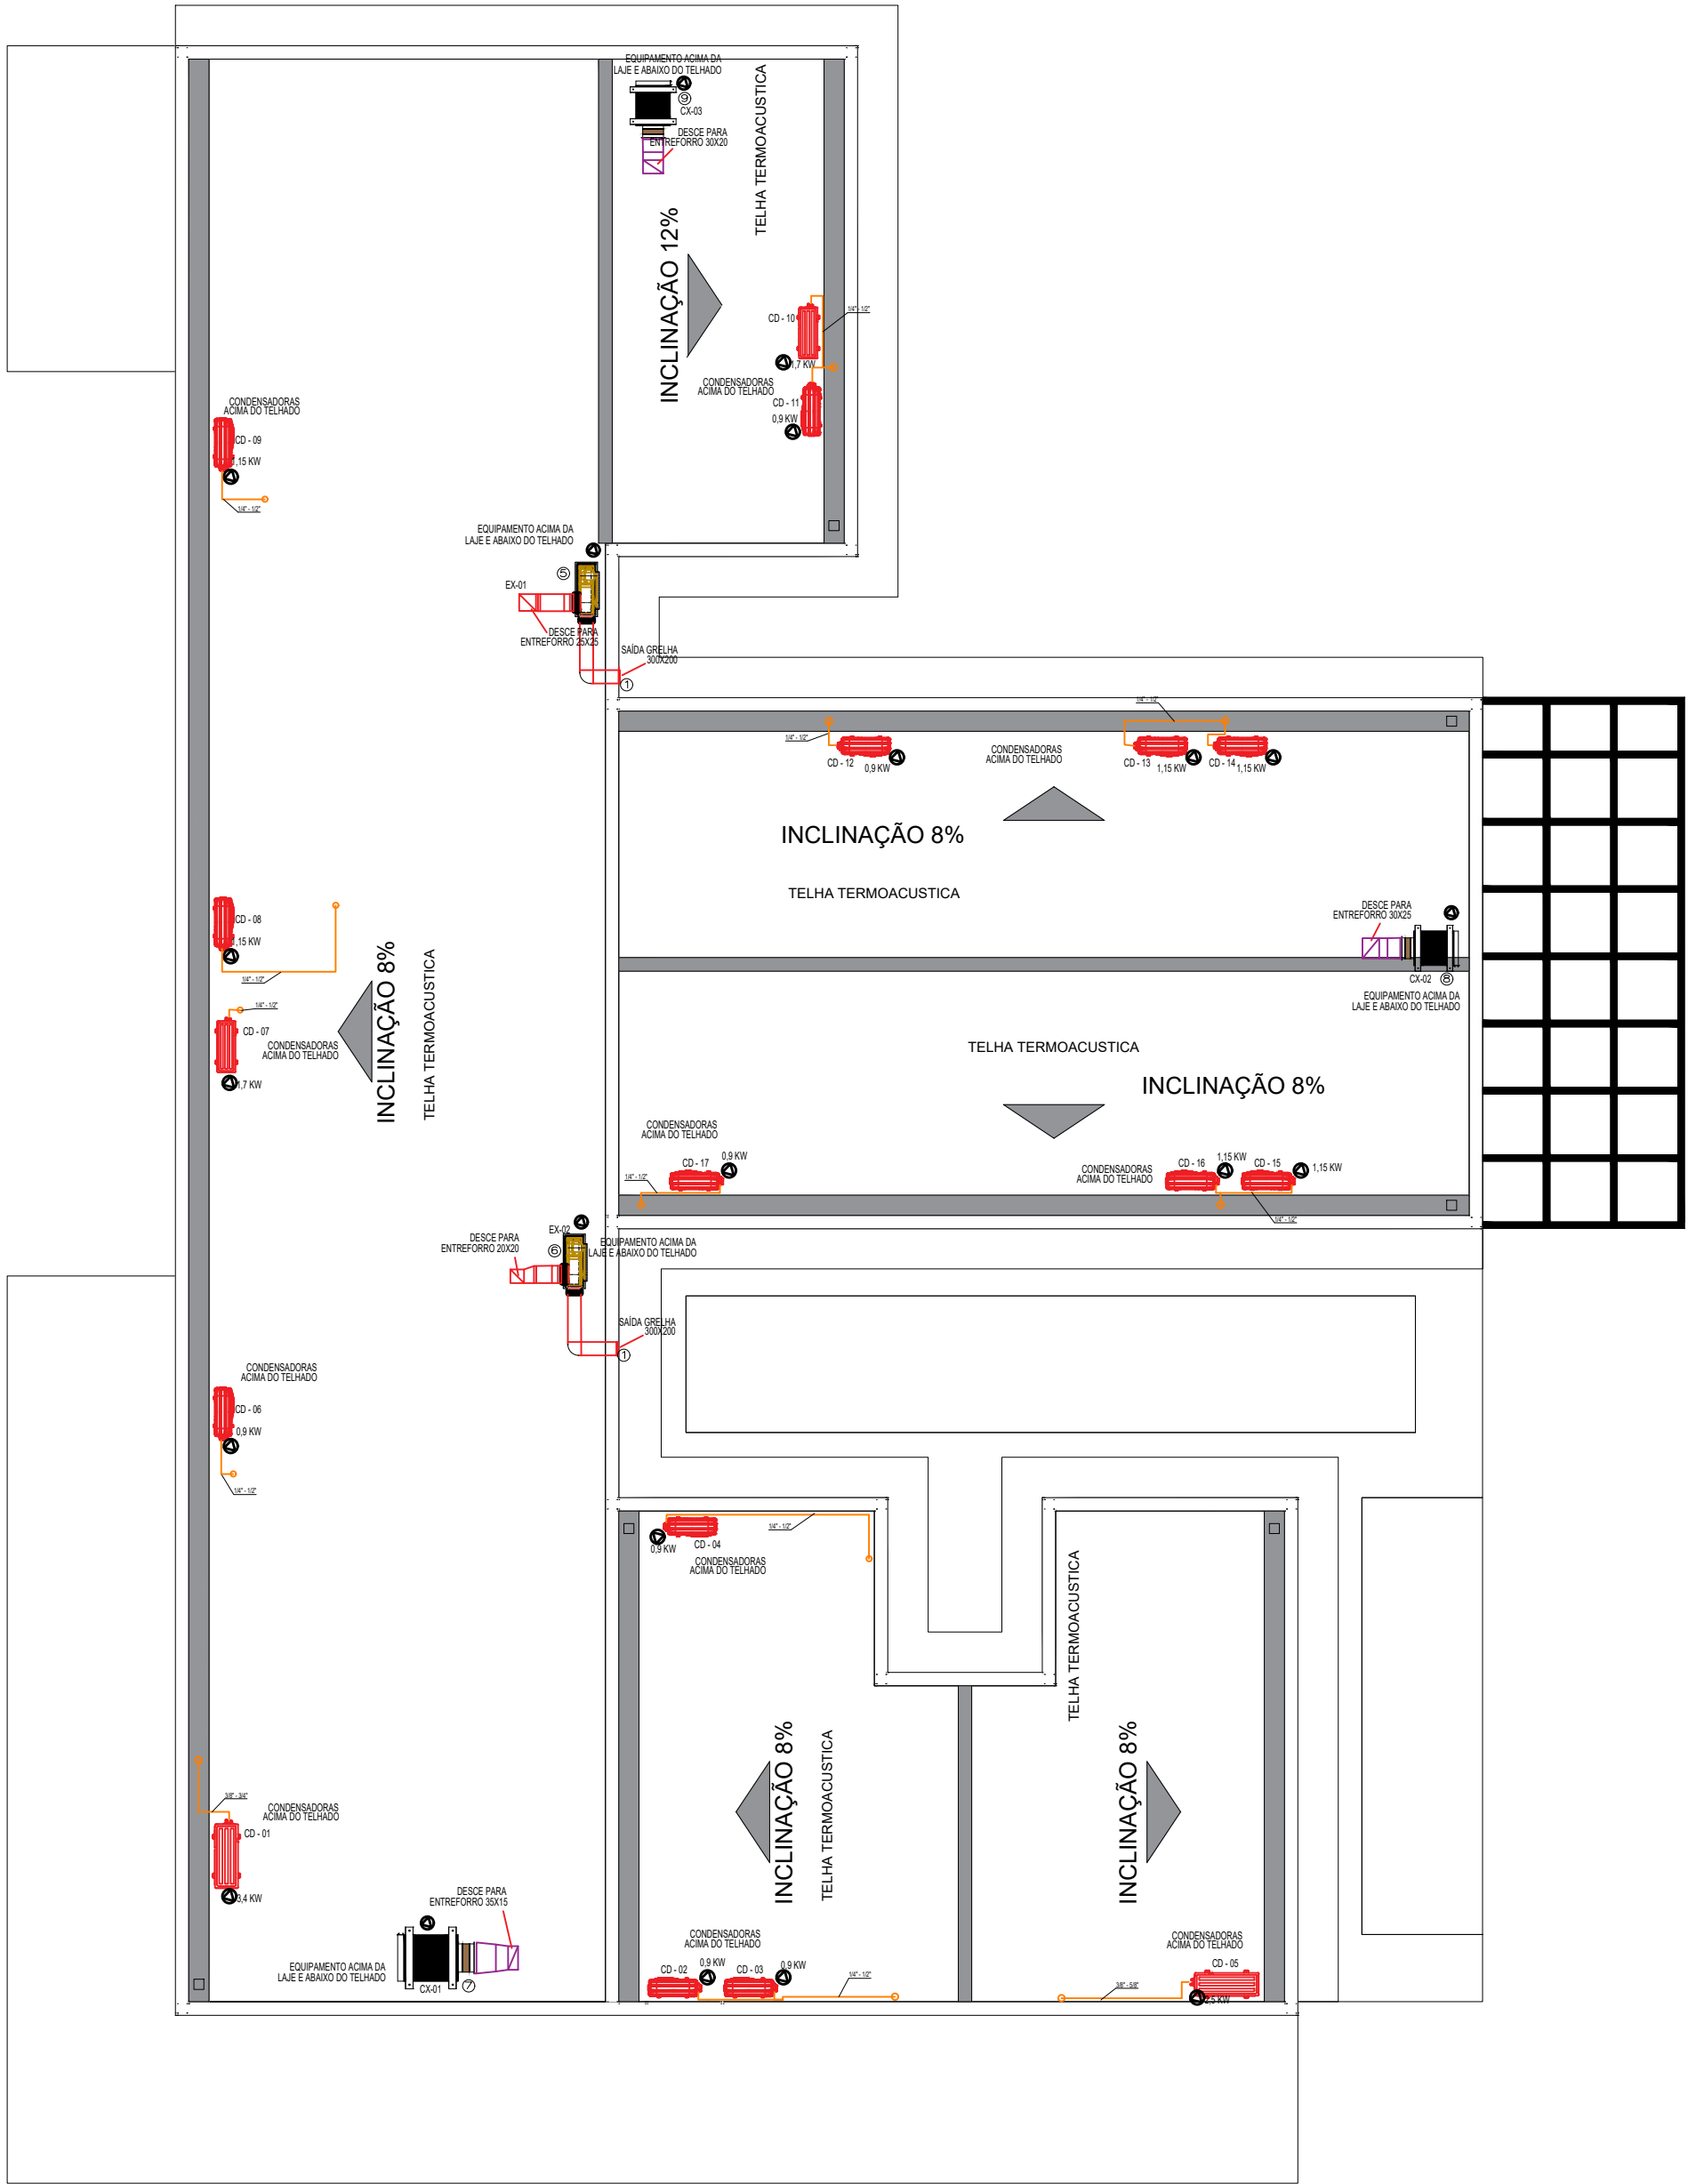 EQUIPAMENTO ACIMA DA
LAJE E ABAIXO DO TELHADO
9
CX-03
DESCE PARA
ENTREFORRO 30X20
TELHA TERMOACUSTICA
INCLINAÇÃO 12%
CD - 10
1/4" - 1/2"
1,7 KW
CONDENSADORAS
ACIMA DO TELHADO
CD - 11
0,9 KW
CONDENSADORAS
ACIMA DO TELHADO
CD - 09
1,15 KW
1/4" - 1/2"
EQUIPAMENTO ACIMA DA
LAJE E ABAIXO DO TELHADO
5
EX-01
DESCE PARA
ENTREFORRO 25X25
SAÍDA GRELHA
300X200
1
1/4" - 1/2"
1/4" - 1/2"
CD - 12
0,9 KW
CONDENSADORAS
ACIMA DO TELHADO
CD - 13
1,15 KW
CD - 14
1,15 KW
INCLINAÇÃO 8%
TELHA TERMOACUSTICA
DESCE PARA
ENTREFORRO 30X25
CX-02
8
EQUIPAMENTO ACIMA DA
LAJE E ABAIXO DO TELHADO
CD - 08
1,15 KW
1/4" - 1/2"
1/4" - 1/2"
CD - 07
CONDENSADORAS
ACIMA DO TELHADO
1,7 KW
INCLINAÇÃO 8%
TELHA TERMOACUSTICA
TELHA TERMOACUSTICA
INCLINAÇÃO 8%
CONDENSADORAS
ACIMA DO TELHADO
CD - 17
0,9 KW
1/4" - 1/2"
CONDENSADORAS
ACIMA DO TELHADO
CD - 16
1,15 KW
CD - 15
1,15 KW
1/4" - 1/2"
EX-02
6
DESCE PARA
ENTREFORRO 20X20
EQUIPAMENTO ACIMA DA
LAJE E ABAIXO DO TELHADO
SAÍDA GRELHA
300X200
1
CONDENSADORAS
ACIMA DO TELHADO
CD - 06
0,9 KW
1/4" - 1/2"
0,9 KW
CD - 04
1/4" - 1/2"
CONDENSADORAS
ACIMA DO TELHADO
TELHA TERMOACUSTICA
INCLINAÇÃO 8%
TELHA TERMOACUSTICA
INCLINAÇÃO 8%
3/8" - 3/4"
CONDENSADORAS
ACIMA DO TELHADO
CD - 01
3,4 KW
DESCE PARA
ENTREFORRO 35X15
EQUIPAMENTO ACIMA DA
LAJE E ABAIXO DO TELHADO
CX-01
7
CONDENSADORAS
ACIMA DO TELHADO
CD - 02
0,9 KW
CD - 03
0,9 KW
1/4" - 1/2"
CONDENSADORAS
ACIMA DO TELHADO
CD - 05
3/8" - 5/8"
2,5 KW